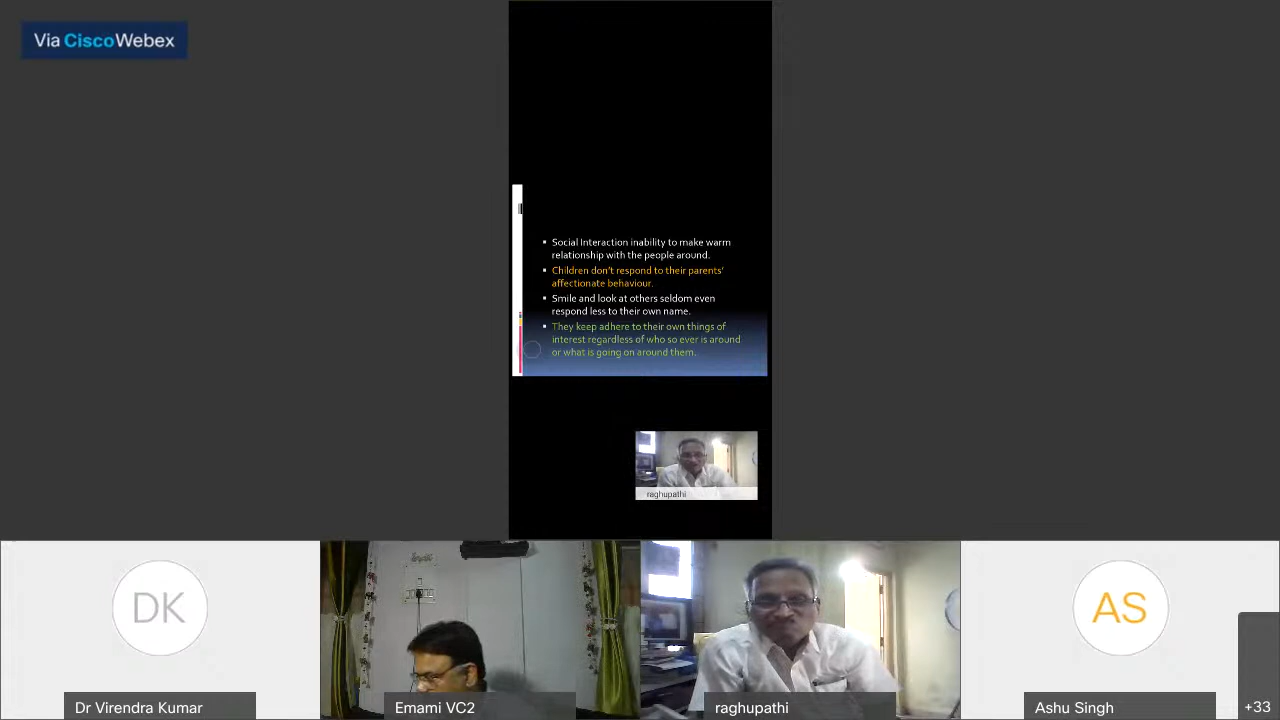 Via CiscoWebex
Social Interaction inability to make warm
relationship with the people around.
Children don't respond to their parents'
affectionate behaviour.
Smile and look at others seldom even
respond less to their own name.
They keep adhere to their own things of
interest regardless of who so ever is around
or what is going on around them.
raghupathi
DK
AS
Dr Virendra Kumar
Emami VC2
raghupathi
Ashu Singh
+33